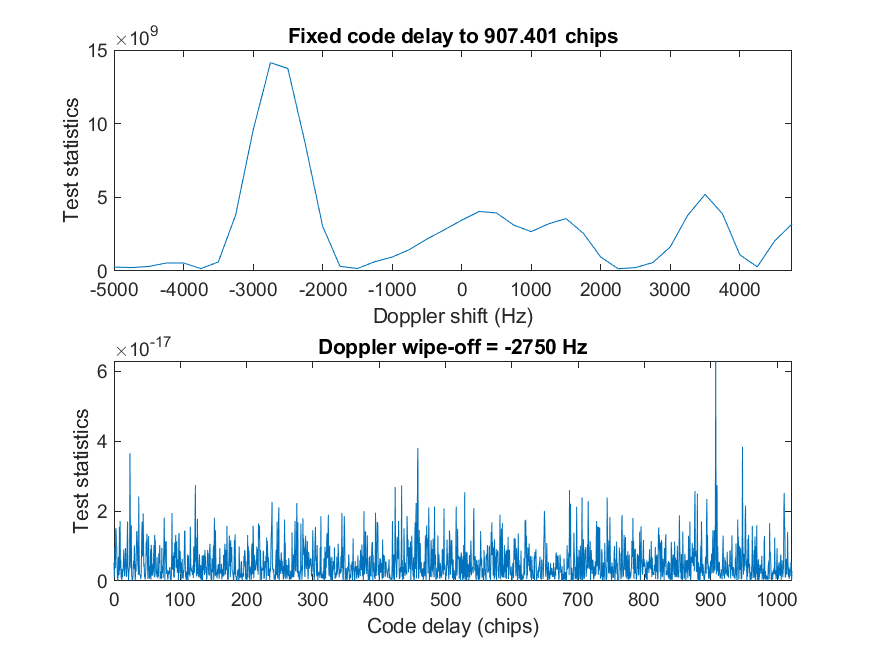 ×10^9
Fixed code delay to 907.401 chips
15
10
5
0
Test statistics
-5000 -4000 -3000 -2000 -1000 0 1000 2000 3000 4000
Doppler shift (Hz)
×10^-17
Doppler wipe-off = -2750 Hz
6
4
2
0
Test statistics
0 100 200 300 400 500 600 700 800 900 1000
Code delay (chips)